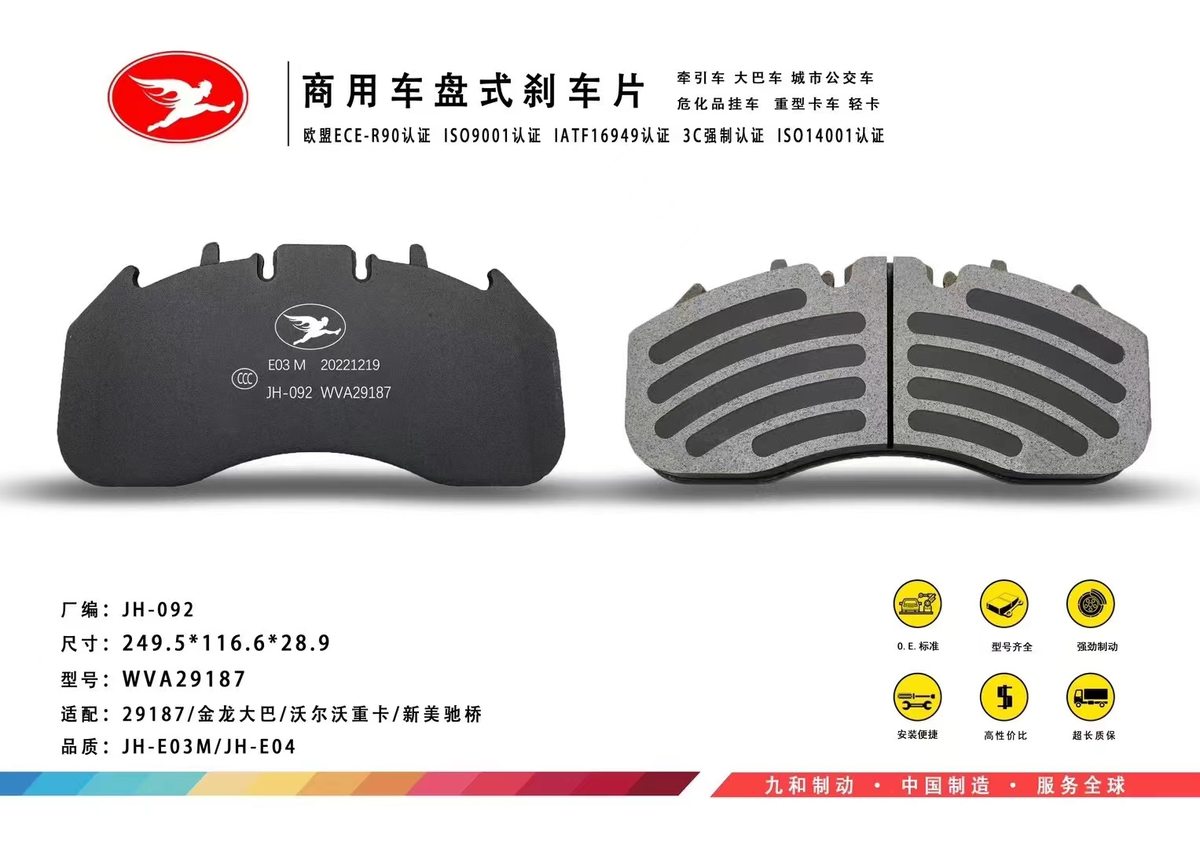 商用车盘式刹车片
牵引车 大巴车 城市公交车
危化品挂车 重型卡车 轻卡
欧盟ECE-R90认证 ISO9001认证 IATF16949认证 3C强制认证 ISO14001认证
E03 M 20221219
CCC
JH-092 WVA29187
厂编：JH-092
尺寸：249.5*116.6*28.9
型号：WVA29187
适配：29187/金龙大巴/沃尔沃重卡/新美驰桥
品质：JH-E03M/JH-E04
O.E.标准
型号齐全
强劲制动
安装便捷
高性价比
超长质保
九和制动 · 中国制造 · 服务全球